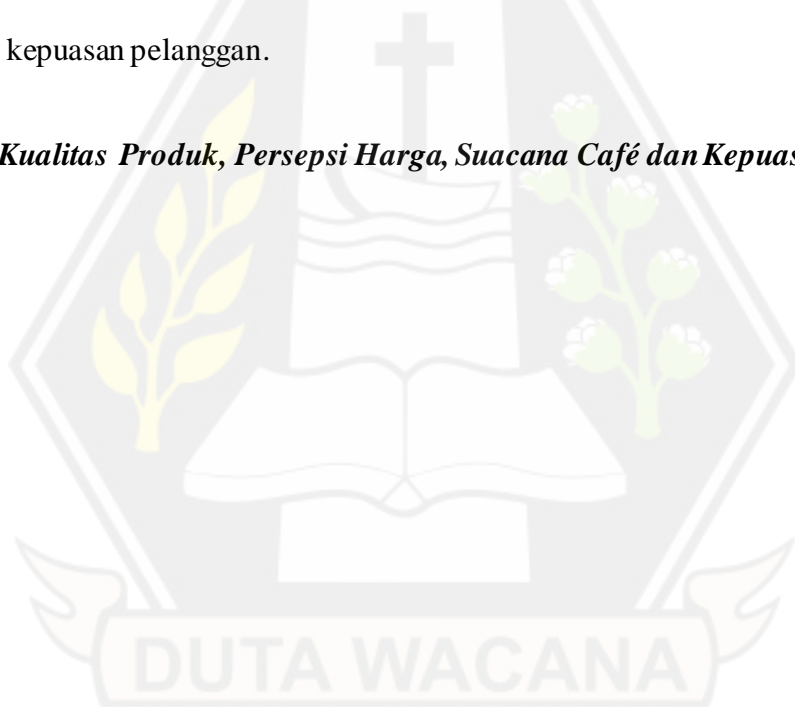 kepuasan pelanggan.
Kualitas Produk, Persepsi Harga, Suacana Café dan Kepuas
DUTA WACANA